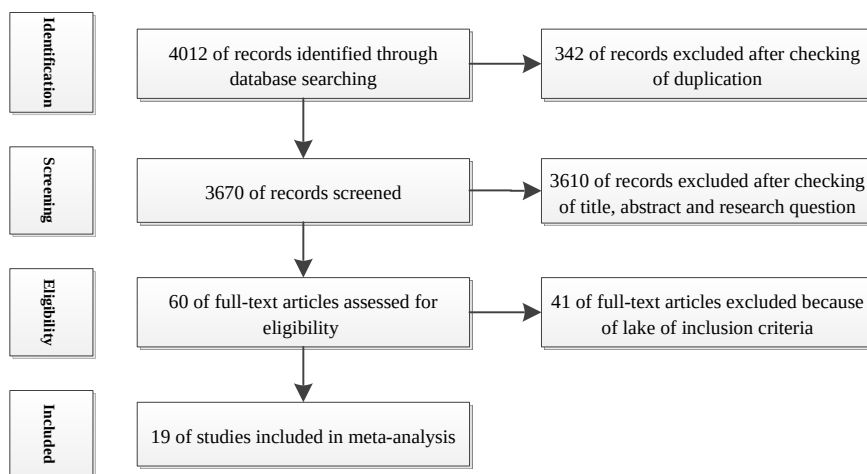 Identification
4012 of records identified through
database searching
342 of records excluded after checking
of duplication
Screening
3670 of records screened
3610 of records excluded after checking
of title, abstract and research question
Eligibility
60 of full-text articles assessed for
eligibility
41 of full-text articles excluded because
of lake of inclusion criteria
Included
19 of studies included in meta-analysis